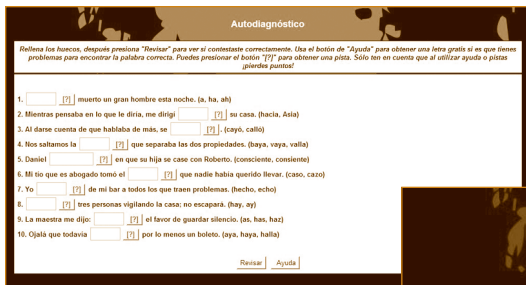 Autodiagnóstico
Rellena los huecos, después presiona "Revisar" para ver si contestaste correctamente. Usa el botón de "Ayuda" para obtener una letra gratis si es que tienes
problemas para encontrar la palabra correcta. Puedes presionar el botón "[?]" para obtener una pista. Sólo ten en cuenta que al utilizar ayuda o pistas
¡pierdes puntos!
1. [?] muerto un gran hombre esta noche. (a, ha, ah)
2. Mientras pensaba en lo que le diría, me dirigí [?] su casa. (hacia, Asia)
3. Al darse cuenta de que hablaba de más, se [?] . (cayó, calló)
4. Nos saltamos la [?] que separaba las dos propiedades. (baya, vaya, valla)
5. Daniel [?] en que su hija se case con Roberto. (consciente, consiente)
6. Mi tío que es abogado tomó el [?] que nadie había querido llevar. (caso, cazo)
7. Yo [?] de mi bar a todos los que traen problemas. (hecho, echo)
8. [?] tres personas vigilando la casa; no escapará. (hay, ay)
9. La maestra me dijo: [?] el favor de guardar silencio. (as, has, haz)
10. Ojalá que todavía [?] por lo menos un boleto. (aya, haya, halla)
Revisar Ayuda